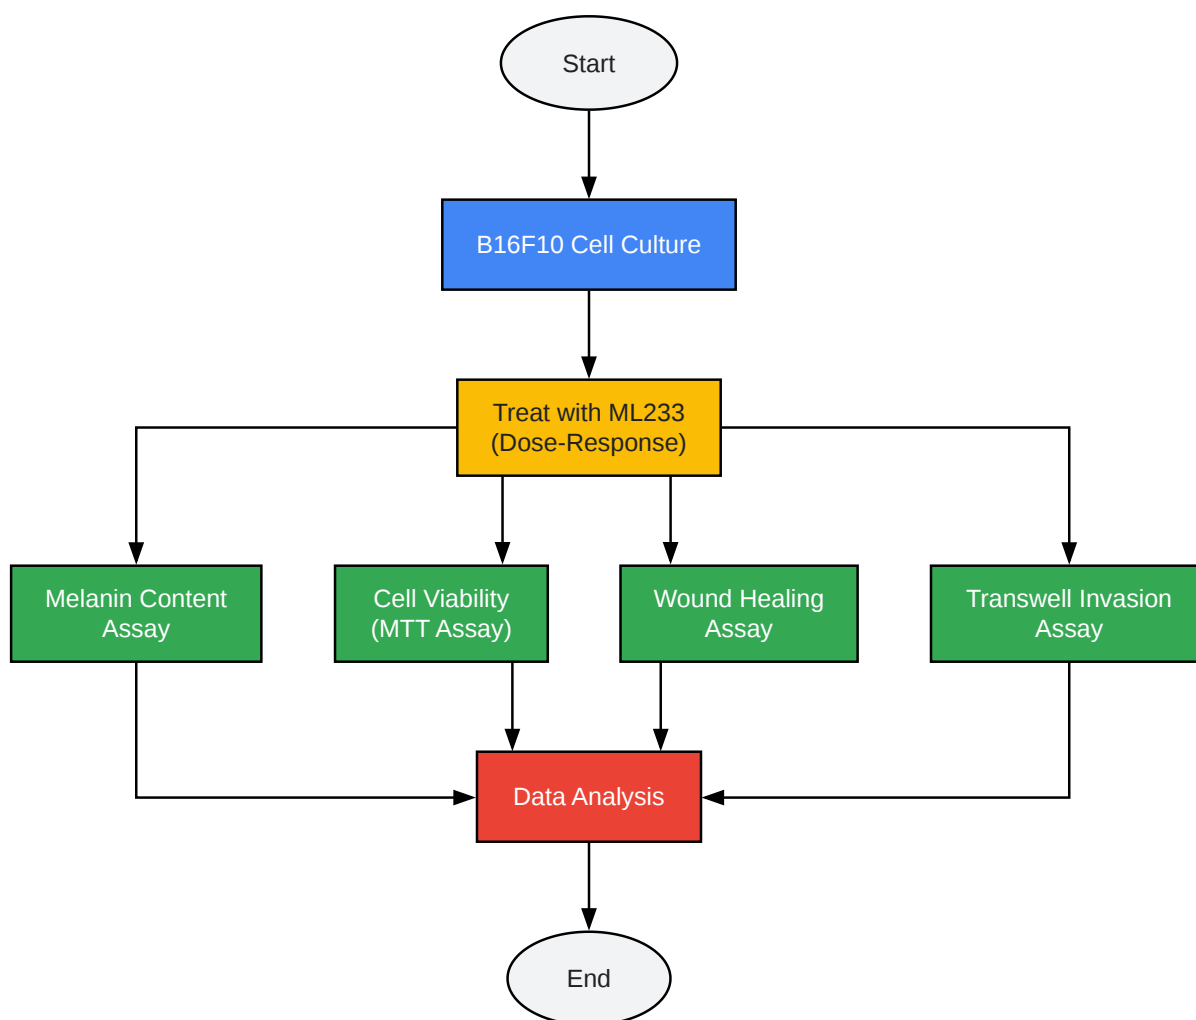 Start
B16F10 Cell Culture
Treat with ML233
(Dose-Response)
Melanin Content
Assay
Cell Viability
(MTT Assay)
Wound Healing
Assay
Transwell Invasion
Assay
Data Analysis
End